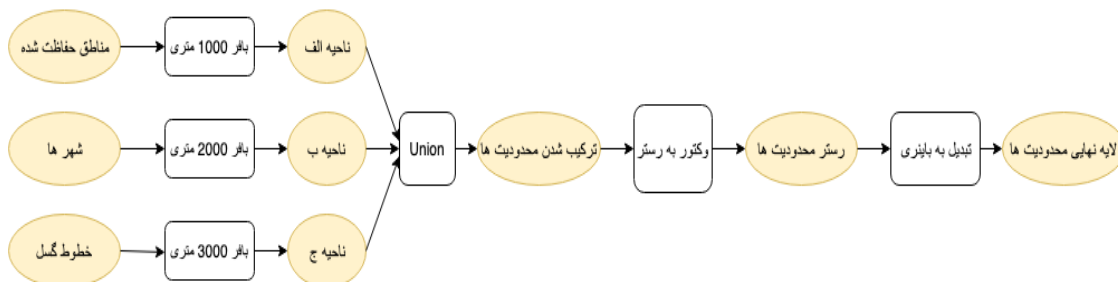 مناطق حفاظت شده
بافر 1000 متری
ناحیه الف
شهر ها
بافر 2000 متری
ناحیه ب
Union
ترکیب شدن محدودیت ها
وکتور به رستر
رستر محدودیت ها
تبدیل به باینری
لایه نهایی محدودیت ها
خطوط گسل
بافر 3000 متری
ناحیه ج